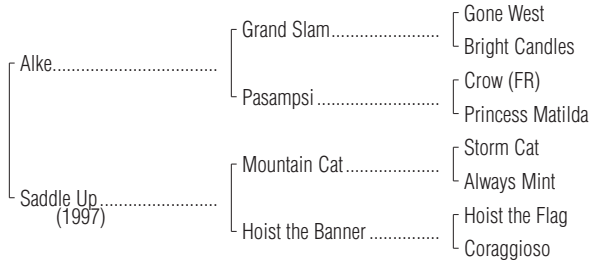 Gone West
Grand Slam..........................
Bright Candles
Alke.......................................
Crow (FR)
Pasampsi.............................
Princess Matilda
Storm Cat
Mountain Cat......................
Always Mint
Saddle Up............................
(1997)
Hoist the Flag
Hoist the Banner ................
Coraggioso